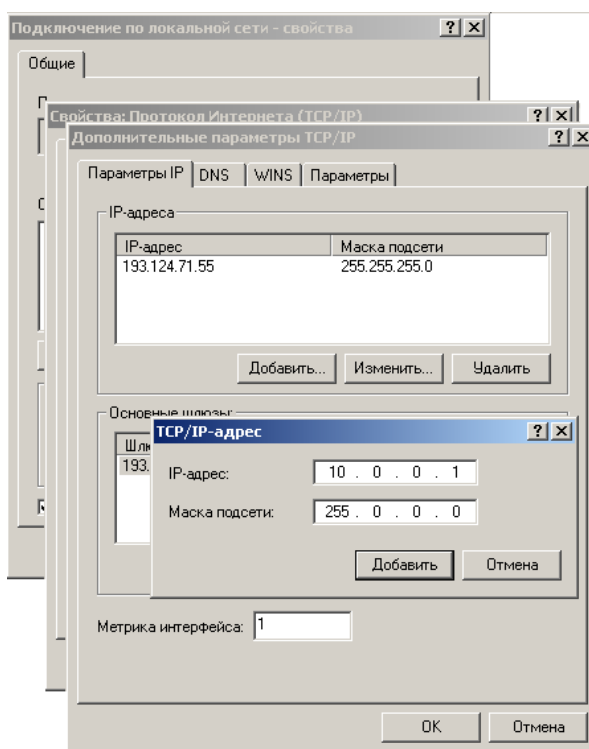 Подключение по локальной сети - свойства
Общие
Свойства: Протокол Интернета (TCP/IP)
Дополнительные параметры TCP/IP
Параметры IP DNS WINS Параметры
IP-адреса
IP-адрес Маска подсети
193.124.71.55 255.255.255.0
Добавить... Изменить... Удалить
Основные шлюзы:
193.
TCP/IP-адрес
IP-адрес: 10 . 0 . 0 . 1
Маска подсети: 255 . 0 . 0 . 0
Добавить Отмена
Метрика интерфейса: 1
OK Отмена